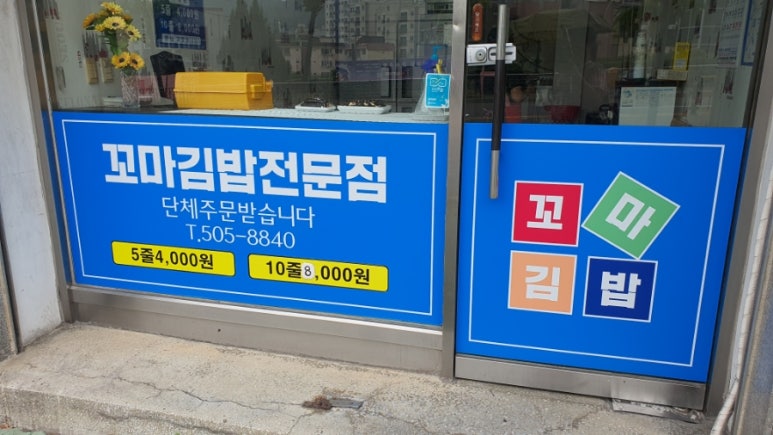 꼬마김밥전문점
단체주문받습니다
T.505-8840
5줄4,000원
10줄8,000원
꼬마
김밥